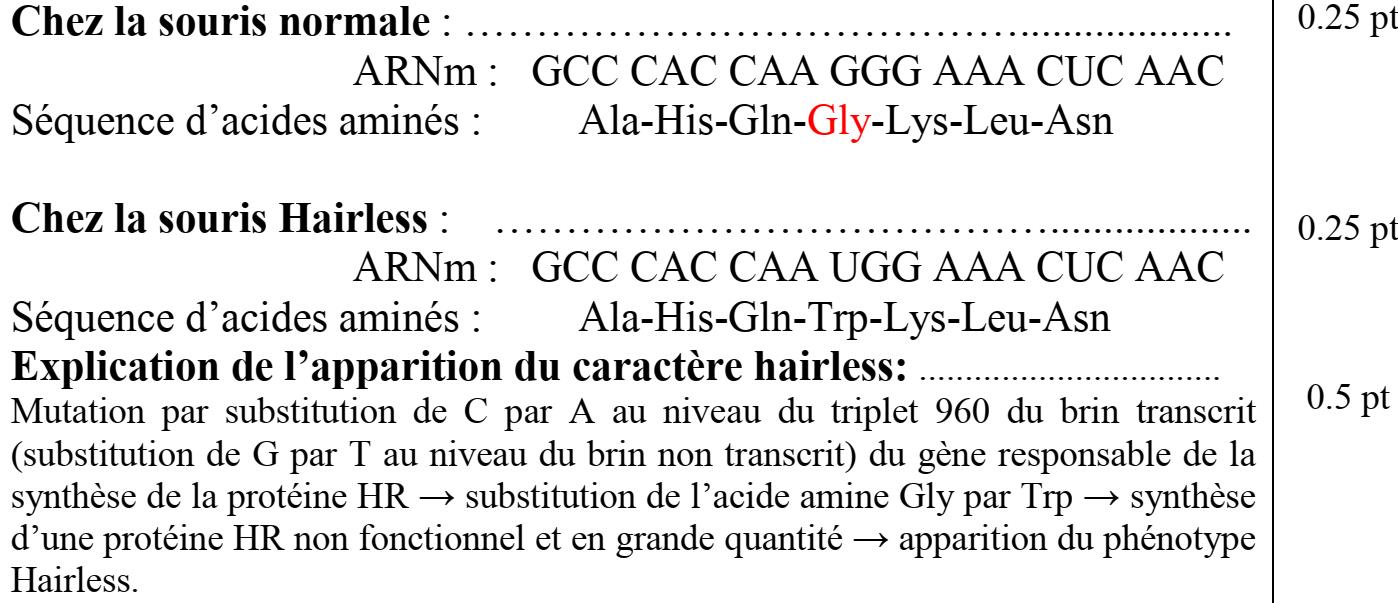 Chez la souris normale : ........................................................... 0.25 pt
ARNm : GCC CAC CAA GGG AAA CUC AAC
Séquence d’acides aminés : Ala-His-Gln-Gly-Lys-Leu-Asn
Chez la souris Hairless : ........................................................... 0.25 pt
ARNm : GCC CAC CAA UGG AAA CUC AAC
Séquence d’acides aminés : Ala-His-Gln-Trp-Lys-Leu-Asn
Explication de l’apparition du caractère hairless: ................................
0.5 pt
Mutation par substitution de C par A au niveau du triplet 960 du brin transcrit
(substitution de G par T au niveau du brin non transcrit) du gène responsable de la
synthèse de la protéine HR → substitution de l’acide amine Gly par Trp → synthèse
d’une protéine HR non fonctionnel et en grande quantité → apparition du phénotype
Hairless.